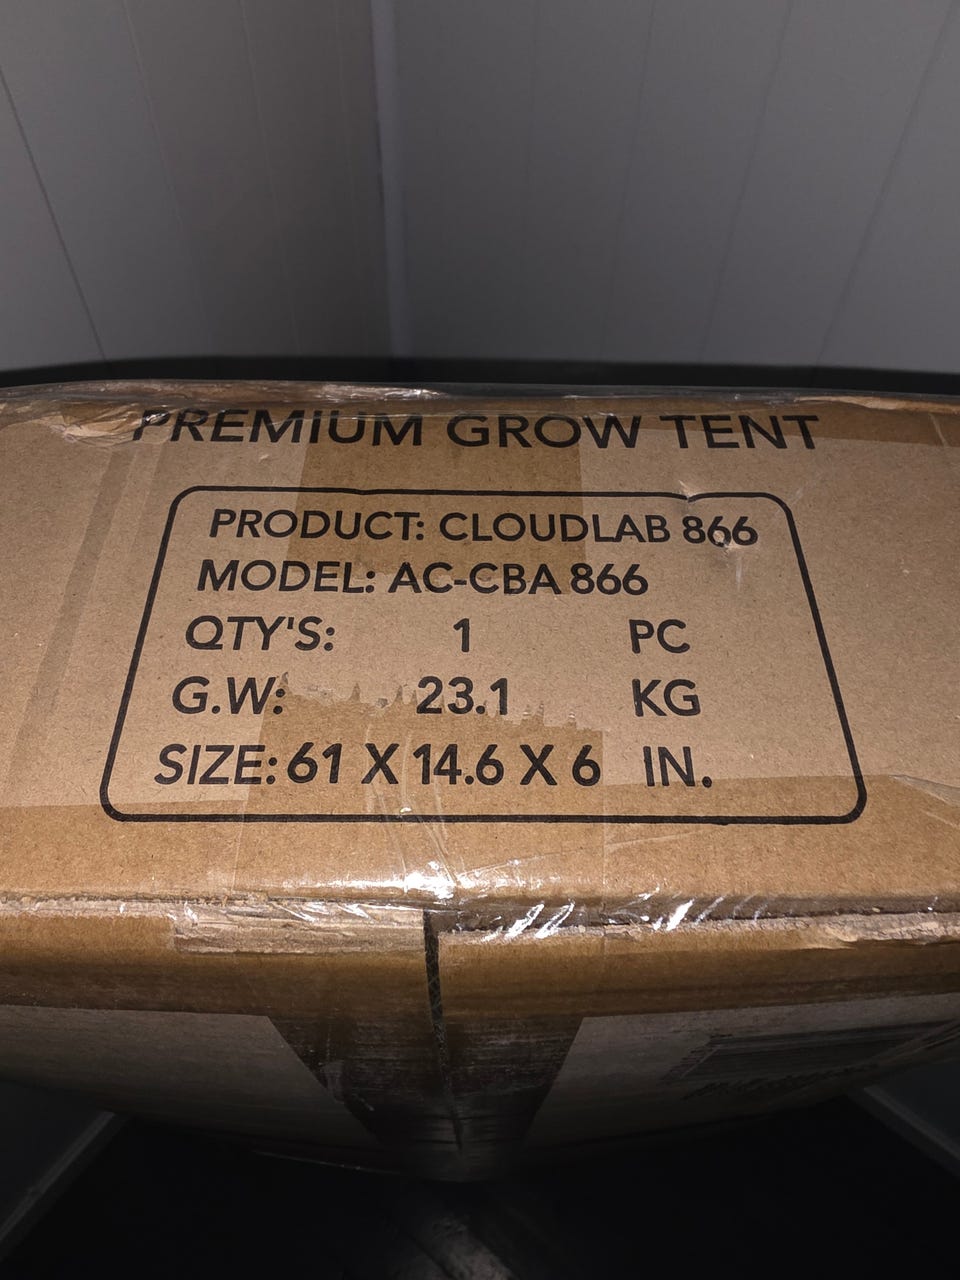 PREMIUM GROW TENT
PRODUCT: CLOUDLAB 866
MODEL: AC-CBA 866
QTY'S: 1 PC
G.W: 23.1 KG
SIZE: 61 X 14.6 X 6 IN.